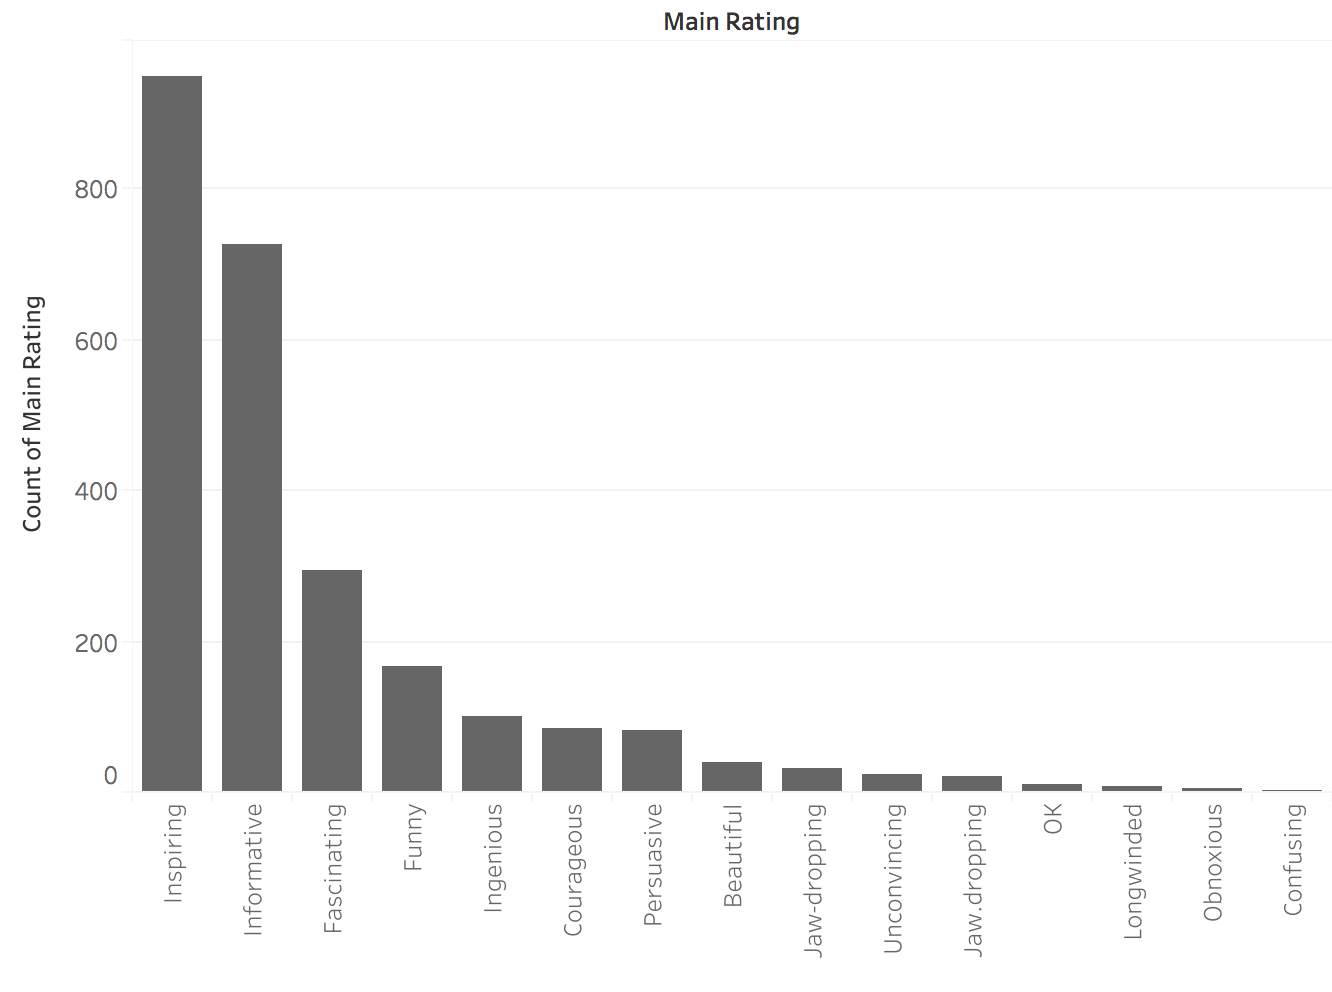 Main Rating
Count of Main Rating
800
600
400
200
0
Inspiring
Informative
Fascinating
Funny
Ingenious
Courageous
Persuasive
Beautiful
Jaw-dropping
Unconvincing
Jaw.dropping
OK
Longwinded
Obnoxious
Confusing